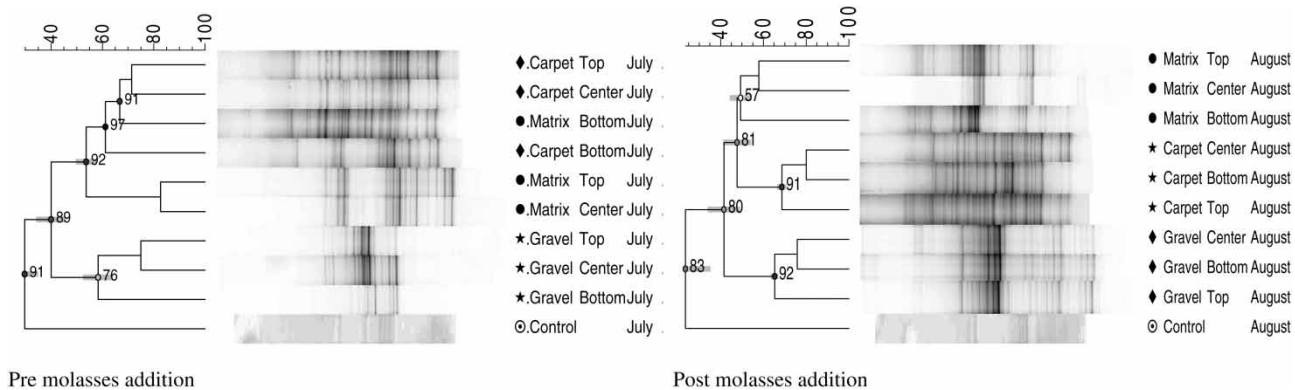 40 60 80 100
91
97
92
89
76
91
♦.Carpet Top July .
♦.Carpet Center July .
●.Matrix Bottom July .
♦.Carpet Bottom July .
●.Matrix Top July .
●.Matrix Center July .
★.Gravel Top July .
★.Gravel Center July .
★.Gravel Bottom July .
⊙.Control July .
Pre molasses addition
40 60 80 100
57
81
91
80
92
83
● Matrix Top August
● Matrix Center August
● Matrix Bottom August
★ Carpet Center August
★ Carpet Bottom August
★ Carpet Top August
♦ Gravel Center August
♦ Gravel Bottom August
♦ Gravel Top August
⊙ Control August
Post molasses addition